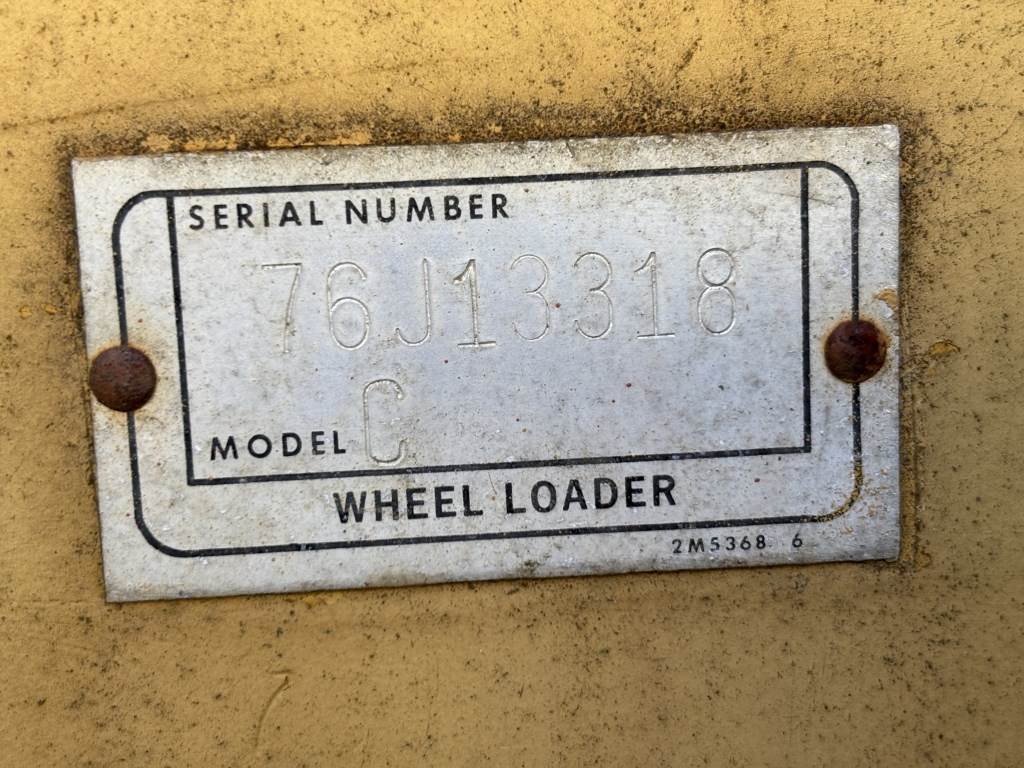 SERIAL NUMBER
76J13318
MODEL C
WHEEL LOADER
2M5368 6